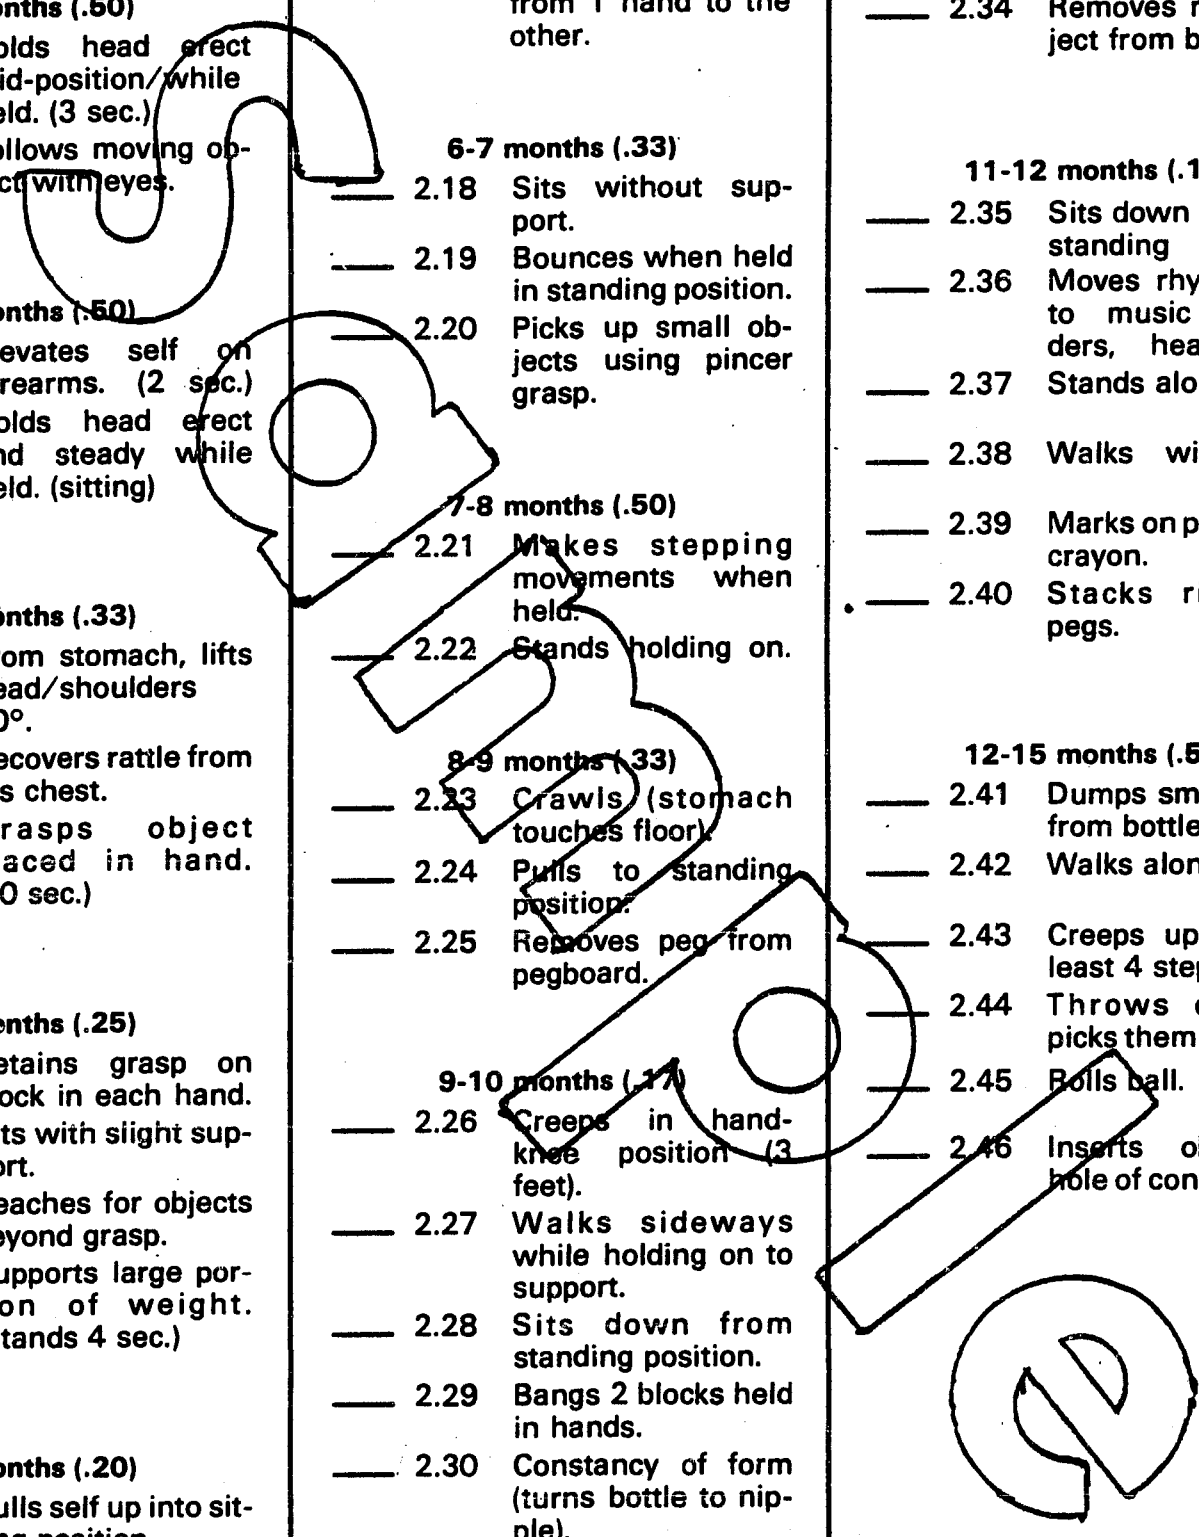 onths (.50)
olds head erect
id-position/while
eld. (3 sec.)
ollows moving ob-
ct with eyes.
onths (.50)
evates self on
rearms. (2 sec.)
olds head erect
nd steady while
eld. (sitting)
onths (.33)
rom stomach, lifts
ead/shoulders
0°.
ecovers rattle from
s chest.
rasps object
laced in hand.
0 sec.)
onths (.25)
etains grasp on
ock in each hand.
its with slight sup-
ort.
eaches for objects
eyond grasp.
upports large por-
on of weight.
tands 4 sec.)
onths (.20)
ulls self up into sit-
ng position
from 1 hand to the
other.
6-7 months (.33)
2.18 Sits without sup-
port.
2.19 Bounces when held
in standing position.
2.20 Picks up small ob-
jects using pincer
grasp.
7-8 months (.50)
2.21 Makes stepping
movements when
held.
2.22 Stands holding on.
8-9 months (.33)
2.23 Crawls (stomach
touches floor).
2.24 Pulls to standing
position.
2.25 Removes peg from
pegboard.
9-10 months (.17)
2.26 Creeps in hand-
knee position (3
feet).
2.27 Walks sideways
while holding on to
support.
2.28 Sits down from
standing position.
2.29 Bangs 2 blocks held
in hands.
2.30 Constancy of form
(turns bottle to nip-
ple).
2.34 Removes r
ject from b
11-12 months (.1
2.35 Sits down
standing
2.36 Moves rhy
to music
ders, hea
2.37 Stands alo
2.38 Walks wi
2.39 Marks on p
crayon.
2.40 Stacks ri
pegs.
12-15 months (.5
2.41 Dumps sm
from bottle
2.42 Walks alon
2.43 Creeps up
least 4 step
2.44 Throws
picks them
2.45 Rolls ball.
2.46 Inserts o
hole of con
Sample